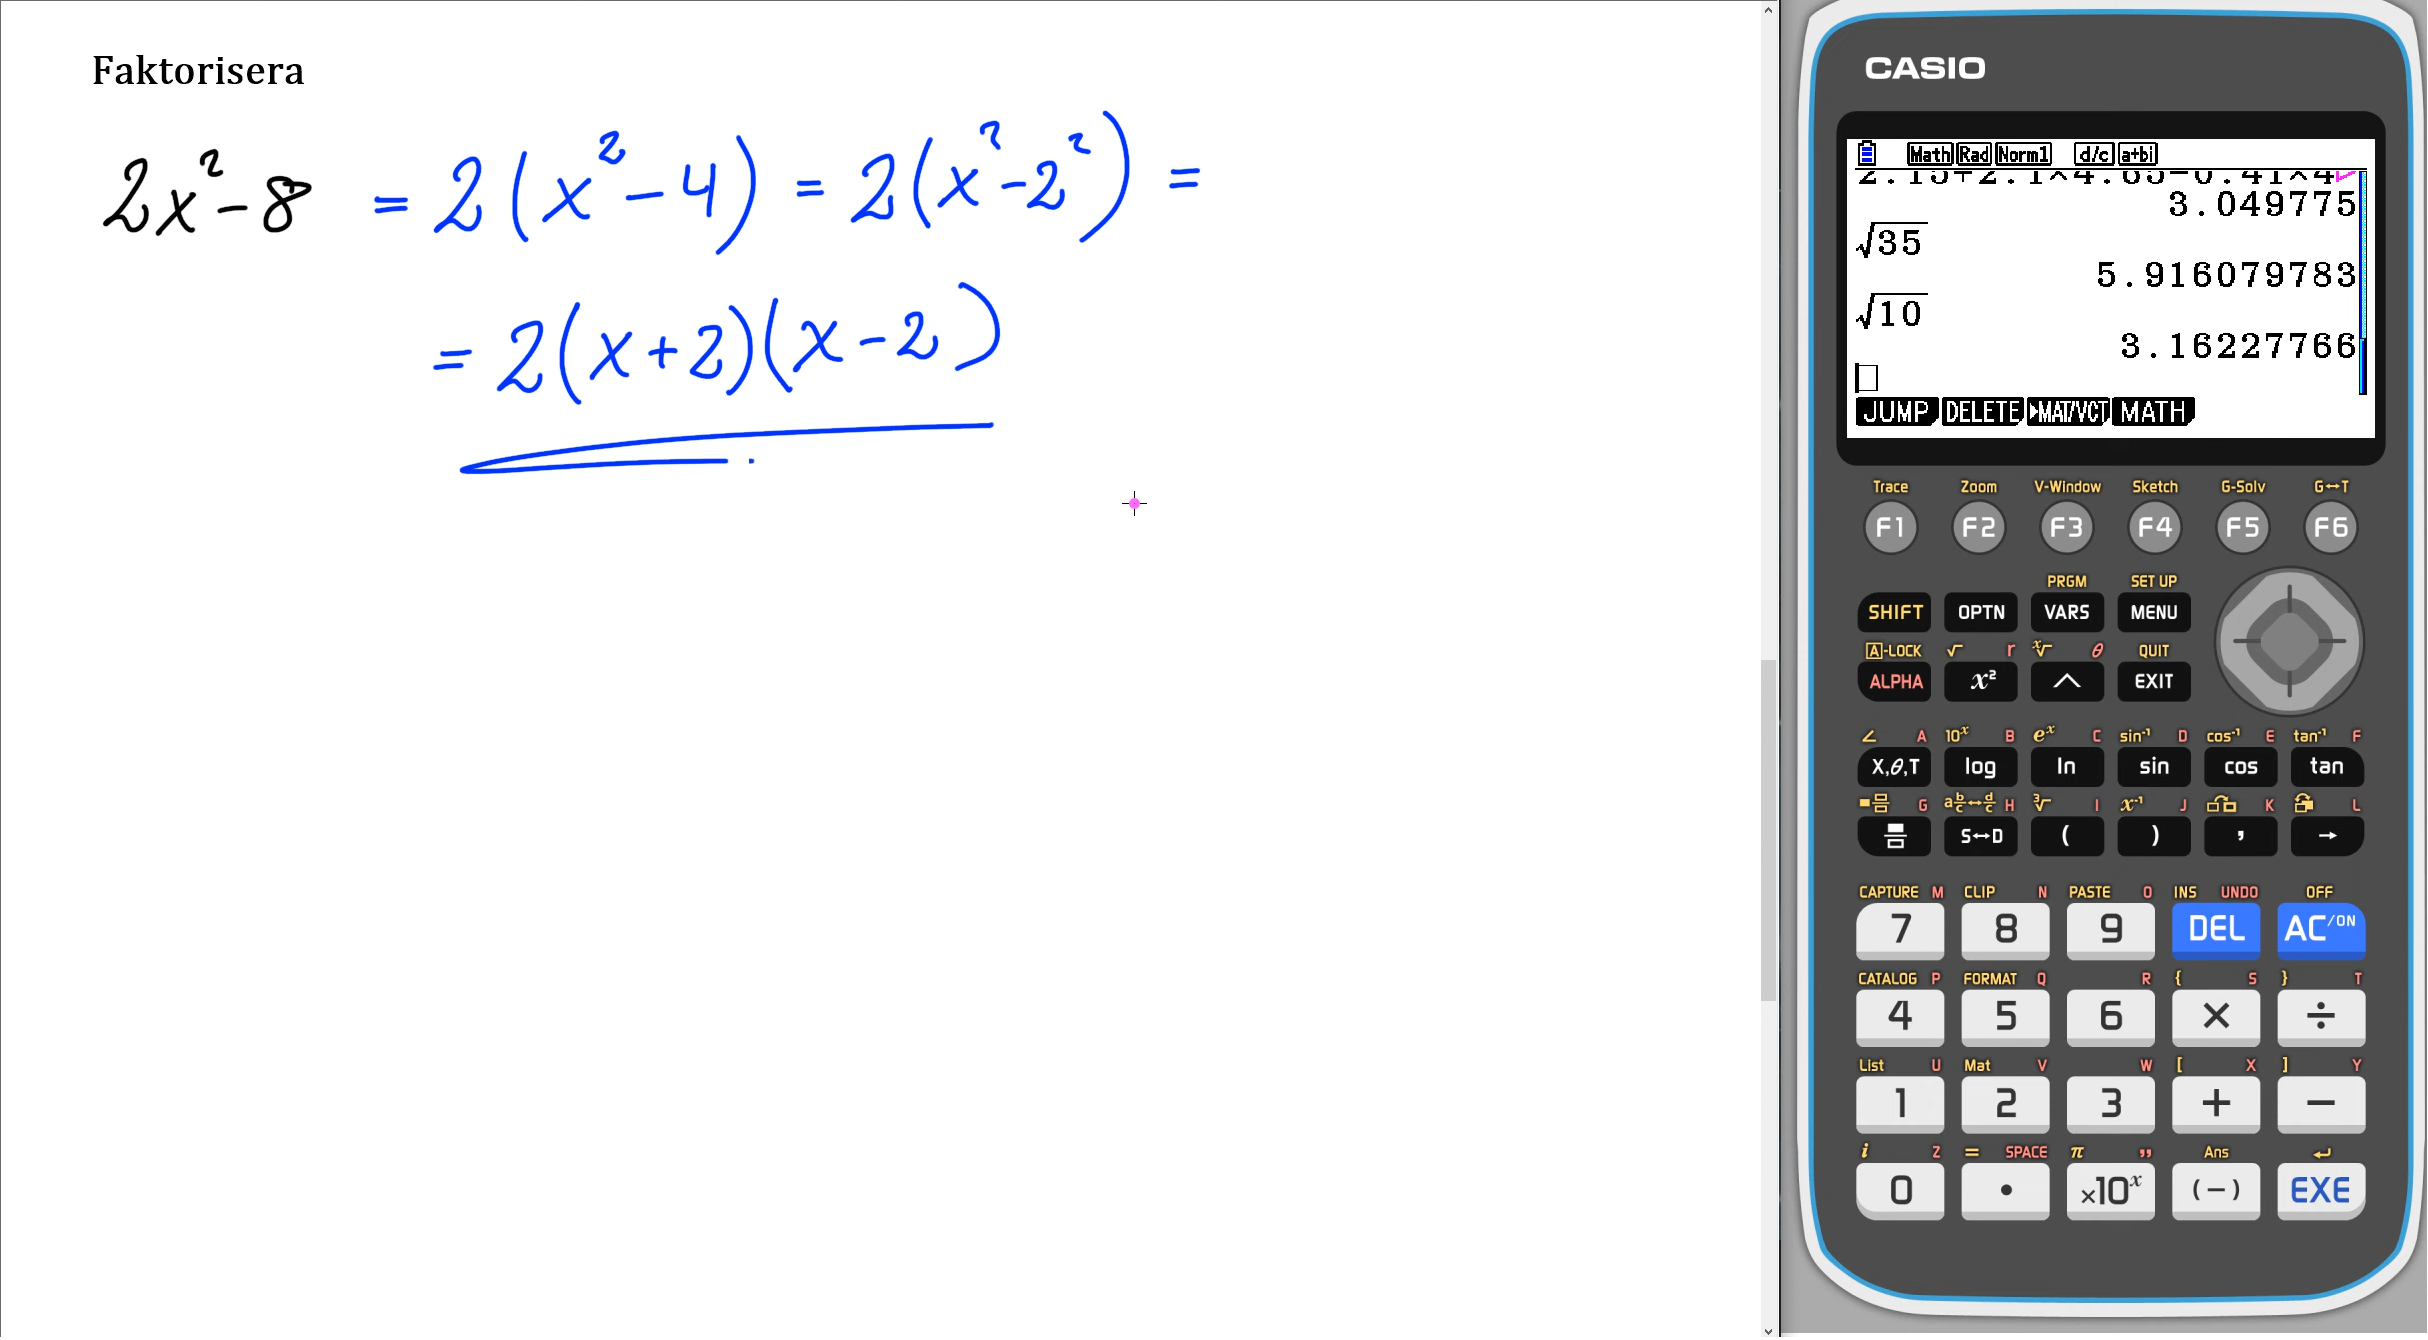 Faktorisera
2x² - 8 = 2(x² - 4) = 2(x² - 2²) =
= 2(x + 2)(x - 2)
CASIO
Math Rad Norm1 d/c a+bi
3.049775
√35
5.916079783
√10
3.16227766
JUMP DELETE ▶MAT/VCT MATH
Trace Zoom V-Window Sketch G-Solv G↔T
F1 F2 F3 F4 F5 F6
PRGM SET UP
SHIFT OPTN VARS MENU
A-LOCK √ r ˣ√ θ QUIT
ALPHA x² ^ EXIT
∠ A 10ˣ B eˣ C sin⁻¹ D cos⁻¹ E tan⁻¹ F
X,θ,T log ln sin cos tan
G a b/c↔d/c H ³√ I x⁻¹ J K L
S↔D ( ) , →
CAPTURE M CLIP N PASTE O INS UNDO OFF
7 8 9 DEL AC/ON
CATALOG P FORMAT Q R { S } T
4 5 6 × ÷
List U Mat V W [ X ] Y
1 2 3 + −
i Z = SPACE π " Ans ↵
0 • ×10ˣ (−) EXE